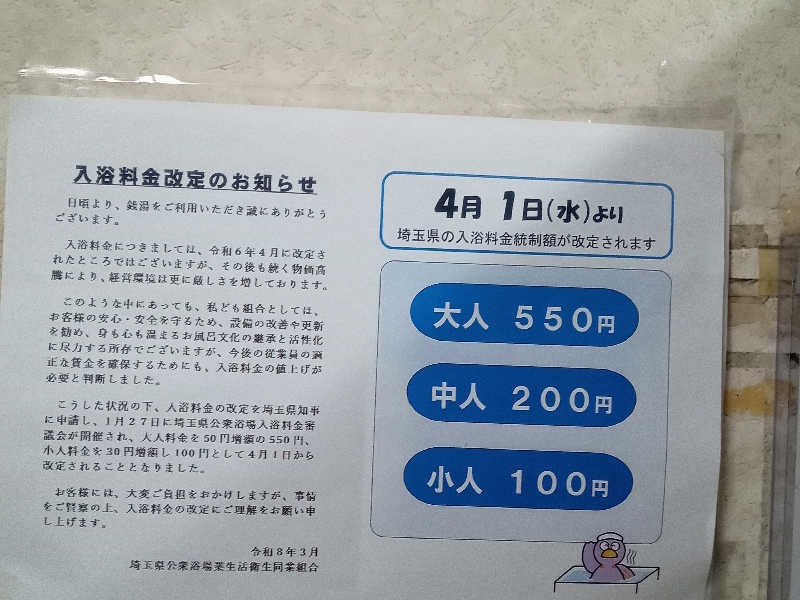 入浴料金改定のお知らせ
日頃より、銭湯をご利用いただき誠にありがとう
ございます。
入浴料金につきましては、令和６年４月に改定さ
れたところではございますが、その後も続く物価高
騰により、経営環境は更に厳しさを増しております。
このような中にあっても、私ども組合としては、
お客様の安心・安全を守るため、設備の改善や更新
を勧め、身も心も温まるお風呂文化の継承と活性化
に尽力する所存でございますが、今後の従業員の適
正な賃金を確保するためにも、入浴料金の値上げが
必要と判断しました。
こうした状況の下、入浴料金の改定を埼玉県知事
に申請し、１月２７日に埼玉県公衆浴場入浴料金審
議会が開催され、大人料金を50円増額の550円、
小人料金を30円増額し100円として４月１日から
改定されることとなりました。
お客様には、大変ご負担をおかけしますが、事情
をご賢察の上、入浴料金の改定にご理解をお願い申
し上げます。
令和８年３月
埼玉県公衆浴場業生活衛生同業組合
4月 1日(水)より
埼玉県の入浴料金統制額が改定されます
大人 ５５０円
中人 ２００円
小人 １００円